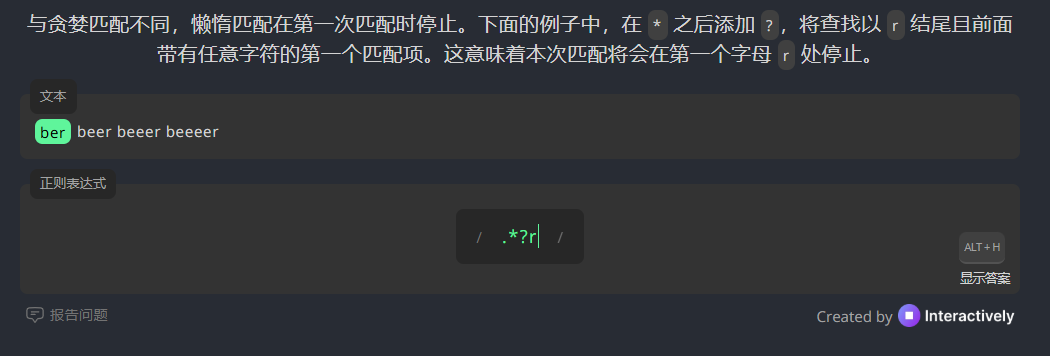 与贪婪匹配不同，懒惰匹配在第一次匹配时停止。下面的例子中，在 * 之后添加 ?，将查找以 r 结尾且前面
带有任意字符的第一个匹配项。这意味着本次匹配将会在第一个字母 r 处停止。
文本
ber beer beeer beeeer
正则表达式
/ .*?r /
ALT + H
显示答案
报告问题
Created by Interactively